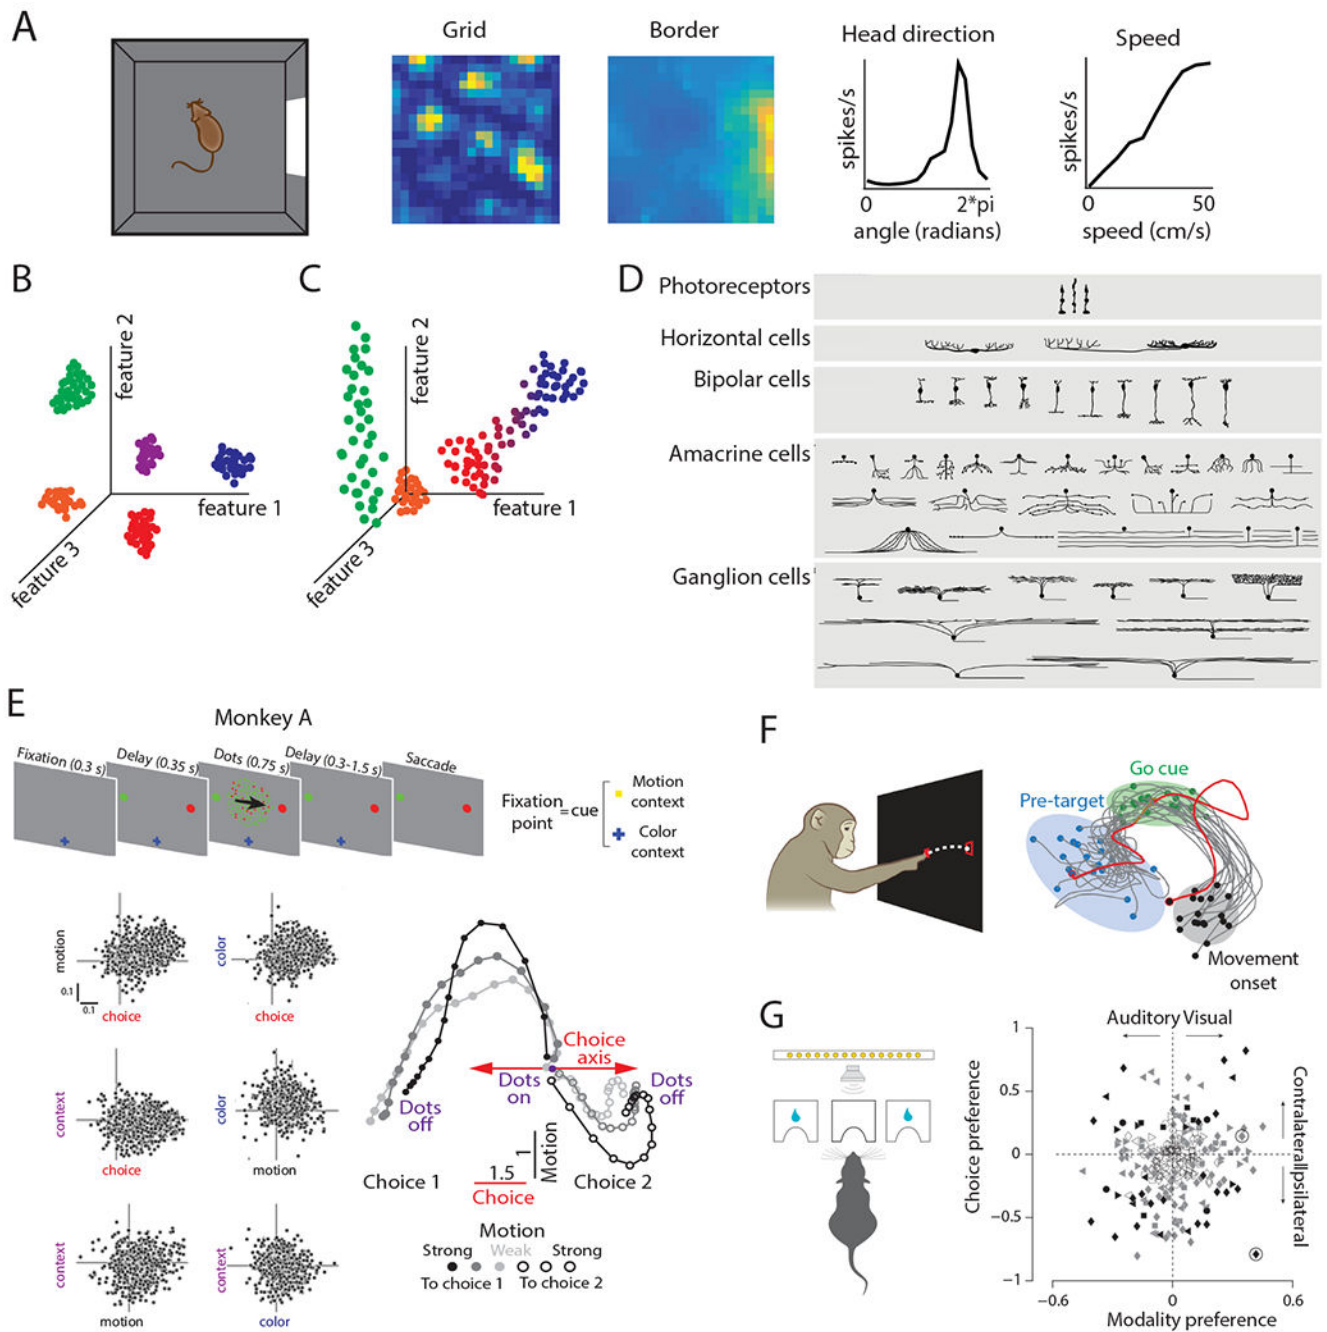 A
Grid
Border
Head direction
Speed
spikes/s
0
2*pi
angle (radians)
spikes/s
0
50
speed (cm/s)
B
feature 2
feature 1
feature 3
C
feature 2
feature 1
feature 3
D
Photoreceptors
Horizontal cells
Bipolar cells
Amacrine cells
Ganglion cells
E
Monkey A
Fixation (0.3 s)
Delay (0.35 s)
Dots (0.75 s)
Delay (0.3-1.5 s)
Saccade
Fixation
point
=cue
Motion
context
Color
context
motion
0.1
0.1
choice
color
choice
context
choice
color
motion
context
motion
context
color
Choice
axis
Dots
on
Dots
off
Dots
off
Choice 1
1.5
Choice
1
Motion
Choice 2
Motion
Strong
Weak
Strong
To choice 1
To choice 2
F
Go cue
Pre-target
Movement
onset
G
Auditory Visual
Choice preference
1
0.5
0
−0.5
−1
−0.6
0
0.6
Modality preference
Contralateral
Ipsilateral